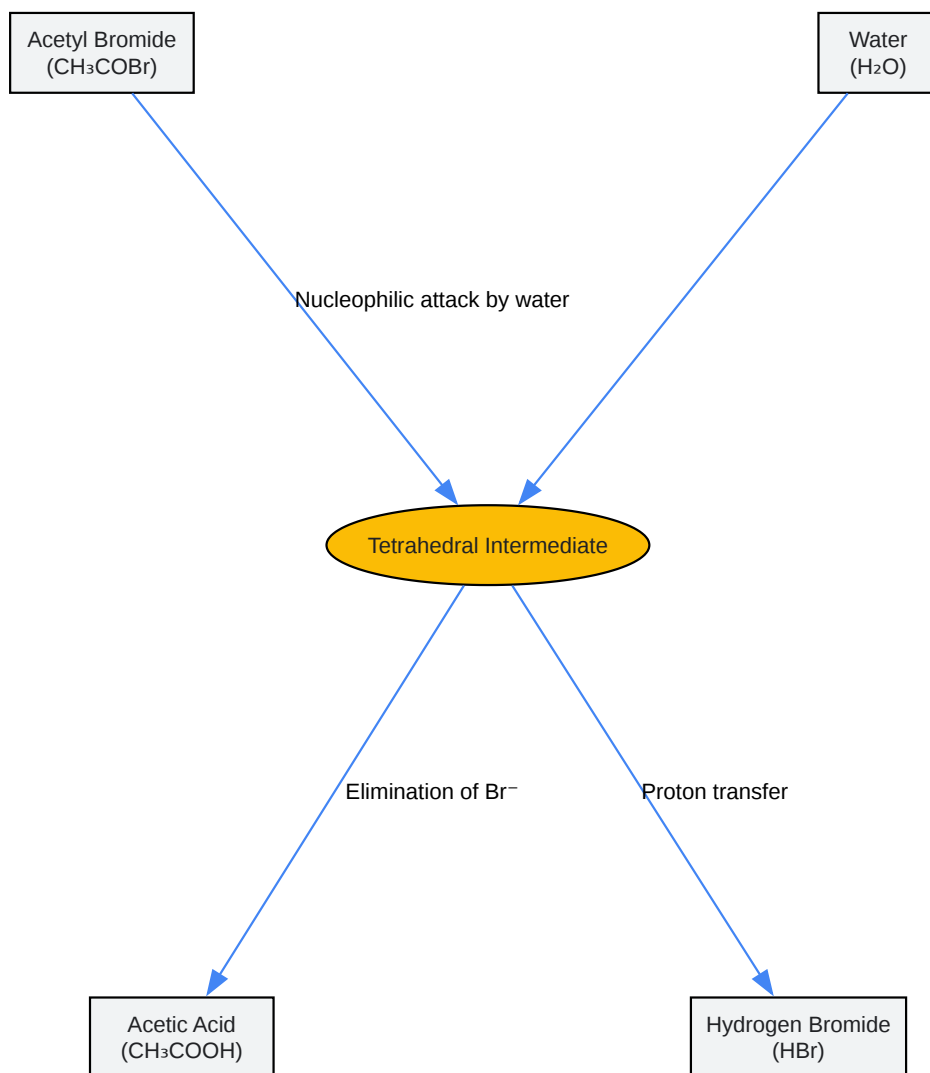 Acetyl Bromide
(CH₃COBr)
Water
(H₂O)
Nucleophilic attack by water
Tetrahedral Intermediate
Elimination of Br⁻
Proton transfer
Acetic Acid
(CH₃COOH)
Hydrogen Bromide
(HBr)